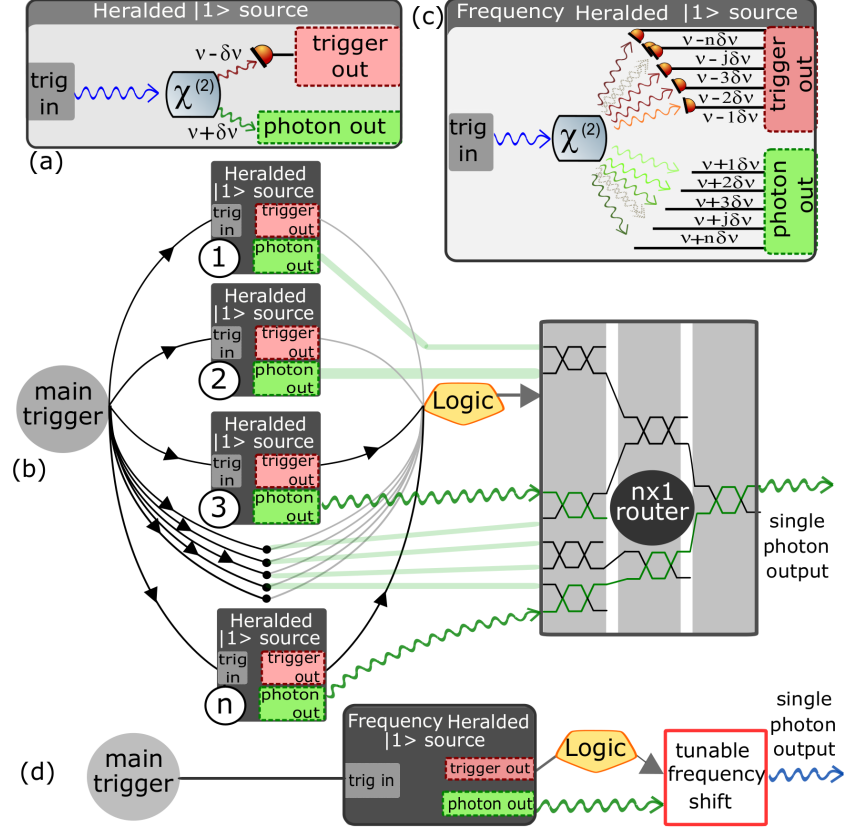 Heralded |1> source
trig
in
χ(2)
ν-δν
ν+δν
trigger
out
photon out
(a)
(c)
Frequency Heralded |1> source
trig
in
χ(2)
ν-nδν
ν-jδν
ν-3δν
ν-2δν
ν-1δν
trigger
out
ν+1δν
ν+2δν
ν+3δν
ν+jδν
ν+nδν
photon
out
(b)
main
trigger
Heralded
|1> source
trig
in
trigger
out
photon
out
1
Heralded
|1> source
trig
in
trigger
out
photon
out
2
Heralded
|1> source
trig
in
trigger
out
photon
out
3
Heralded
|1> source
trig
in
trigger
out
photon
out
n
Logic
nx1
router
single
photon
output
(d)
main
trigger
Frequency Heralded
|1> source
trig in
trigger out
photon out
Logic
tunable
frequency
shift
single
photon
output